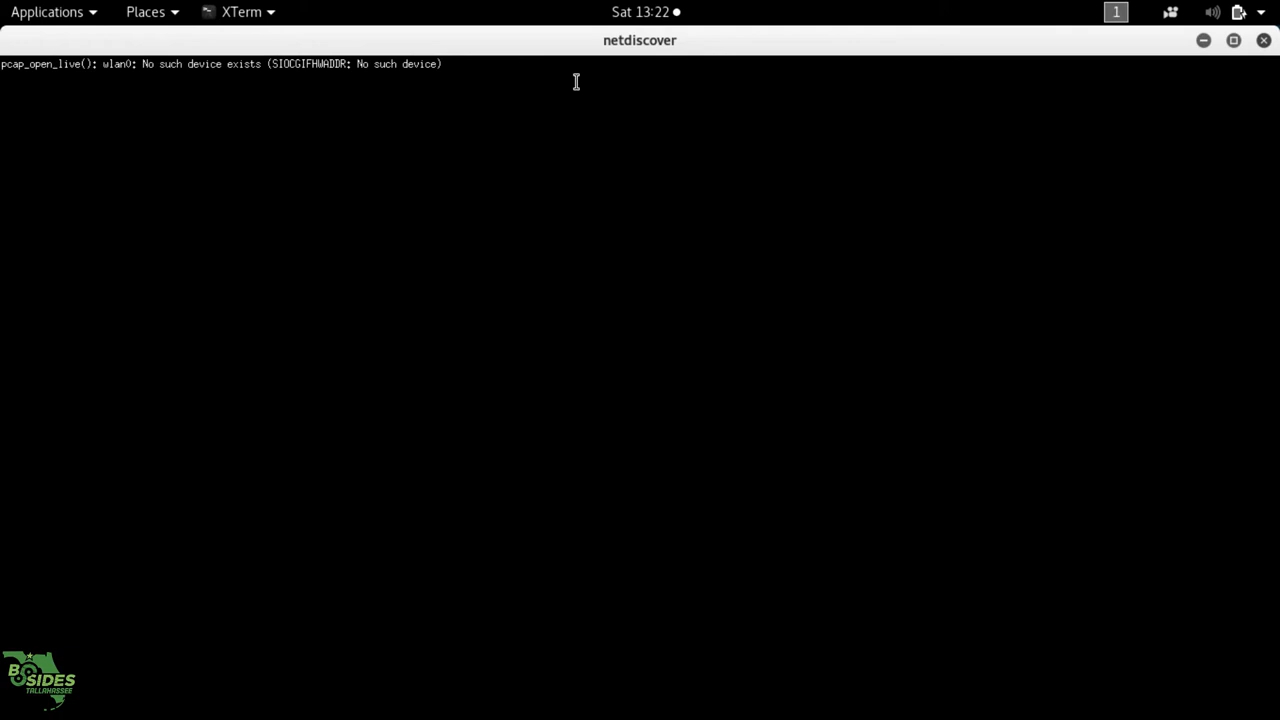 Applications Places XTerm Sat 13:22 1
netdiscover
pcap_open_live(): wlan0: No such device exists (SIOCGIFHWADDR: No such device)
BSIDES
TALLAHASSEE